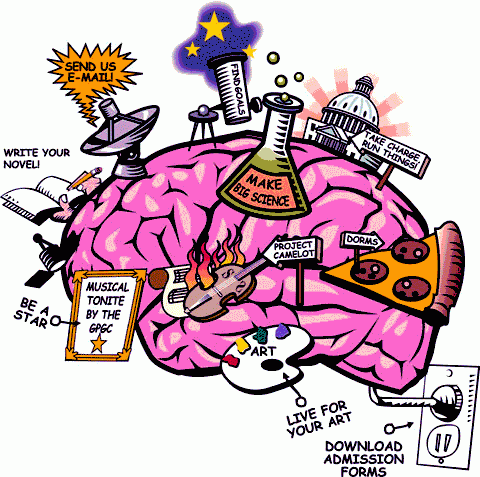 SEND US
E-MAIL!
FIND GOALS
TAKE CHARGE
RUN THINGS!
WRITE YOUR
NOVEL!
MAKE
BIG SCIENCE
PROJECT
CAMELOT
DORMS
MUSICAL
TONITE
BY THE
GPGC
BE A
STAR
ART
LIVE FOR
YOUR ART
DOWNLOAD
ADMISSION
FORMS